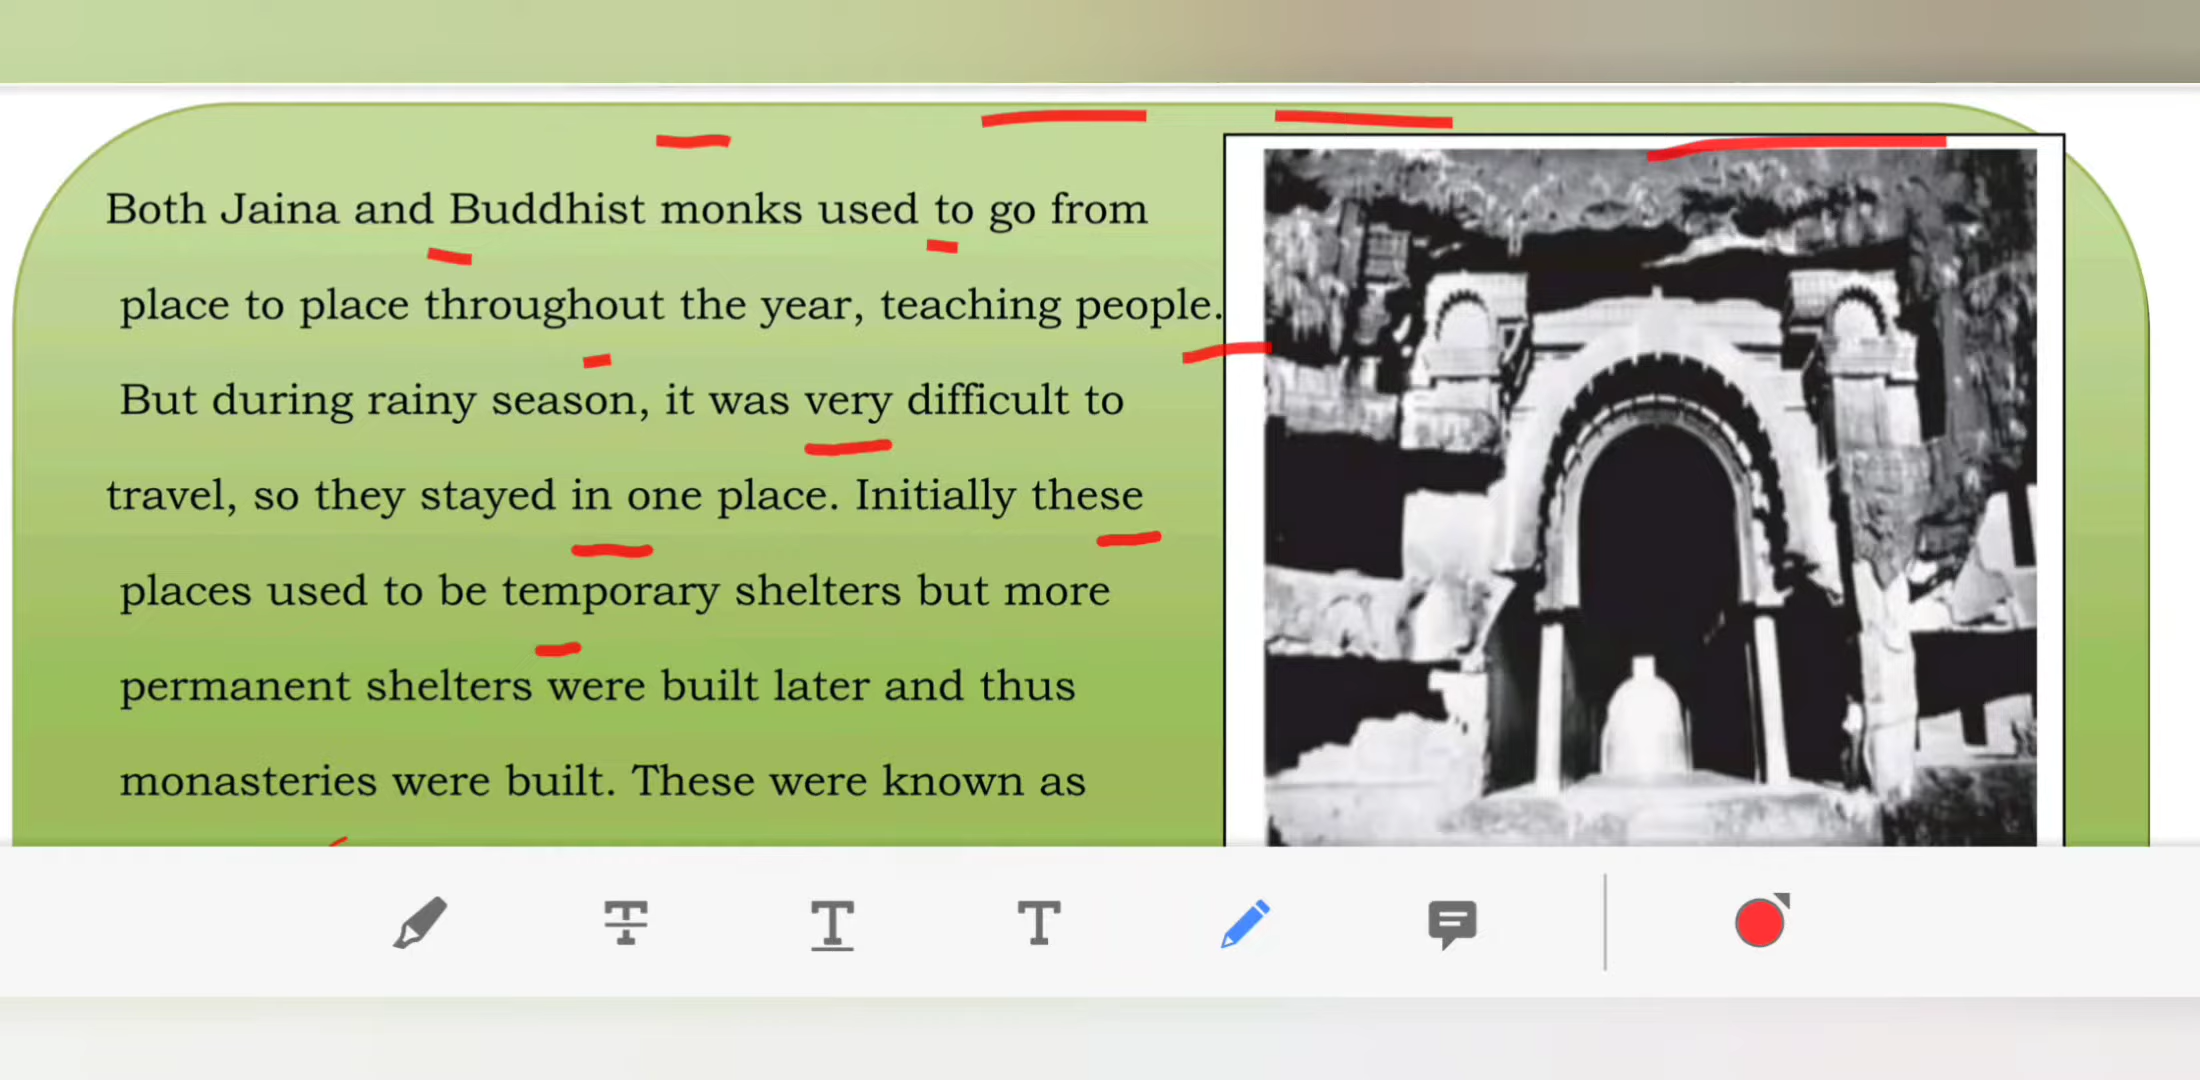 Both Jaina and Buddhist monks used to go from
place to place throughout the year, teaching people.
But during rainy season, it was very difficult to
travel, so they stayed in one place. Initially these
places used to be temporary shelters but more
permanent shelters were built later and thus
monasteries were built. These were known as